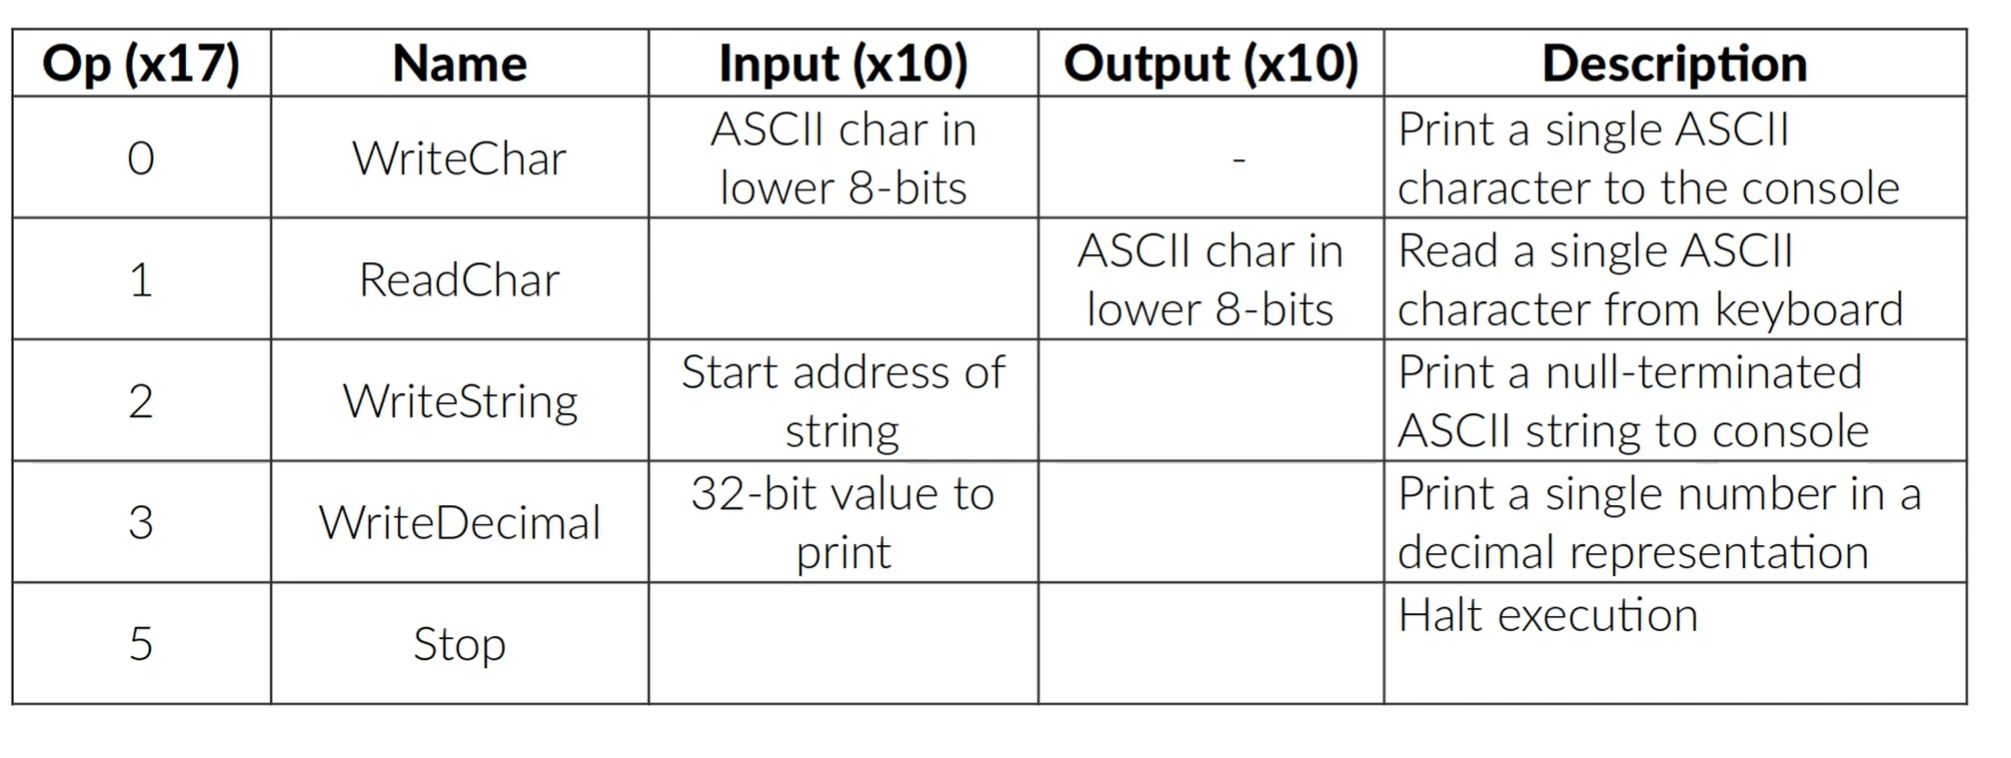 Op (x17) Name Input (x10) Output (x10) Description
0 WriteChar ASCII char in lower 8-bits - Print a single ASCII character to the console
1 ReadChar ASCII char in lower 8-bits Read a single ASCII character from keyboard
2 WriteString Start address of string Print a null-terminated ASCII string to console
3 WriteDecimal 32-bit value to print Print a single number in a decimal representation
5 Stop Halt execution